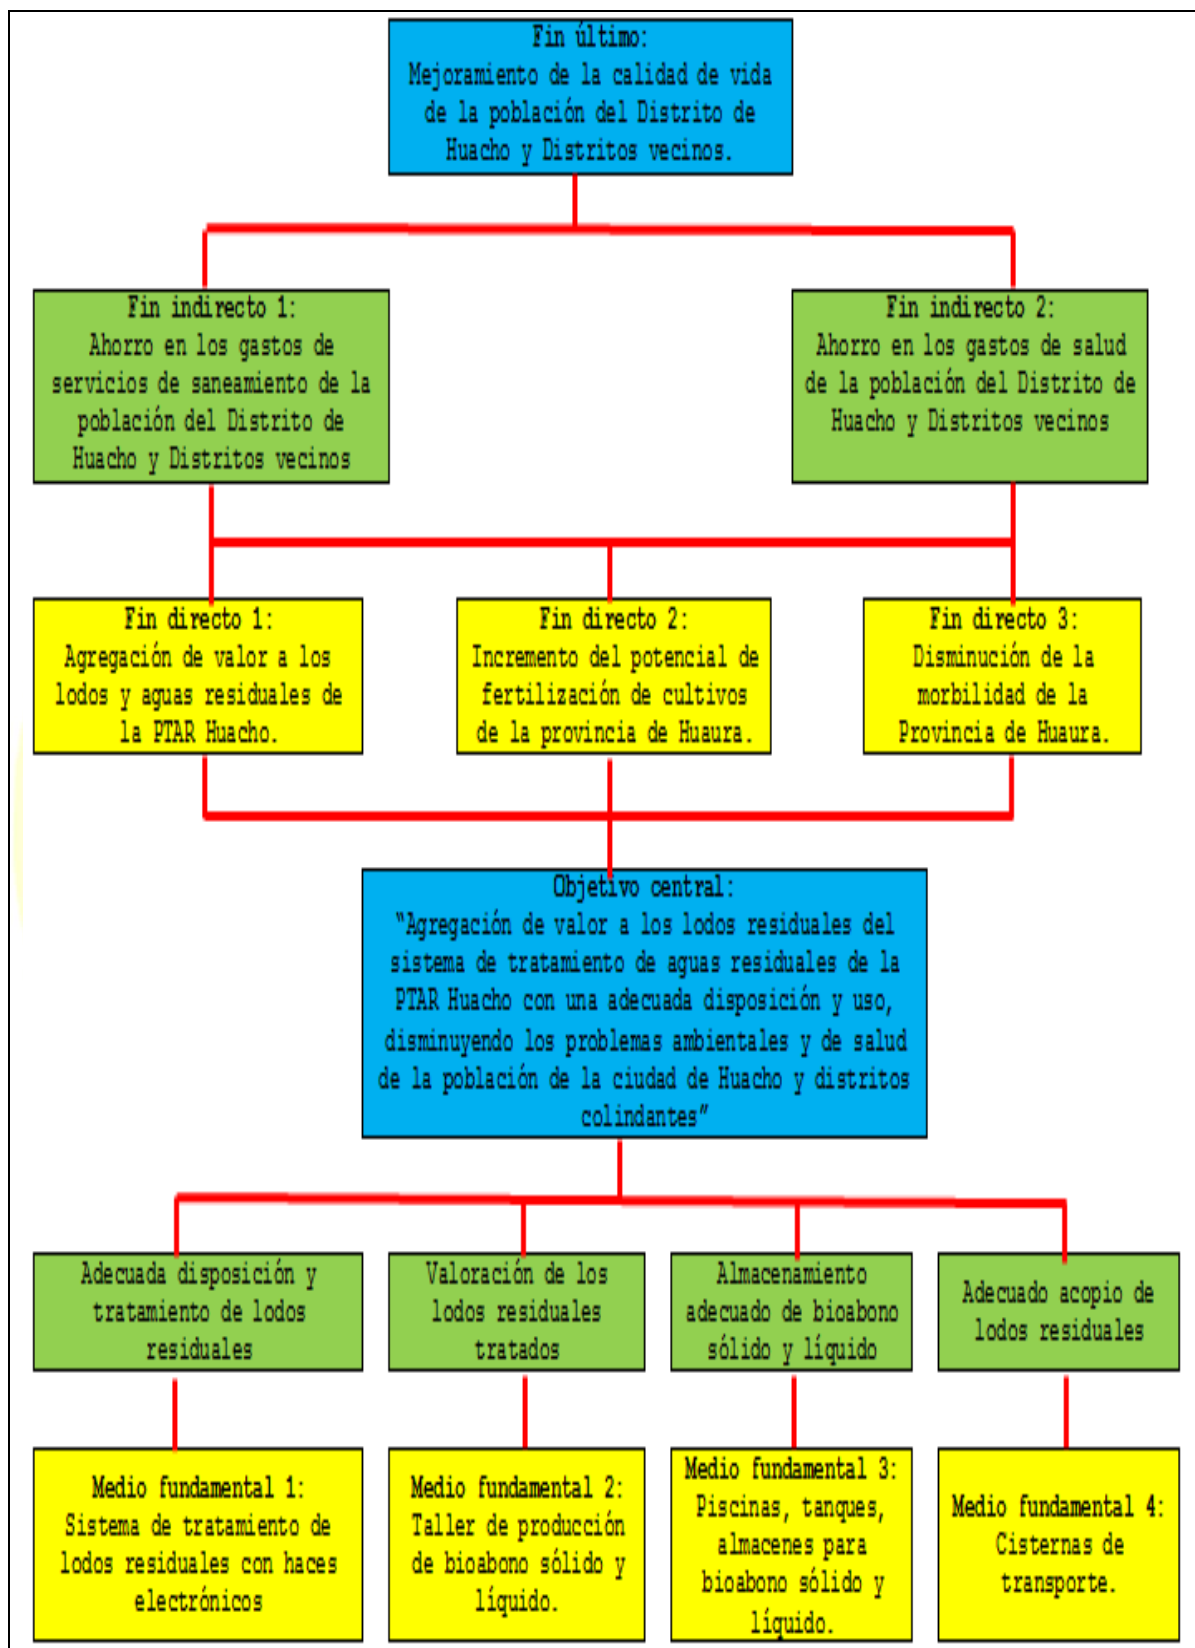 Fin último:
Mejoramiento de la calidad de vida
de la población del Distrito de
Huacho y Distritos vecinos.
Fin indirecto 1:
Ahorro en los gastos de
servicios de saneamiento de la
población del Distrito de
Huacho y Distritos vecinos
Fin indirecto 2:
Ahorro en los gastos de salud
de la población del Distrito de
Huacho y Distritos vecinos
Fin directo 1:
Agregación de valor a los
lodos y aguas residuales de
la PTAR Huacho.
Fin directo 2:
Incremento del potencial de
fertilización de cultivos
de la provincia de Huaura.
Fin directo 3:
Disminución de la
morbilidad de la
Provincia de Huaura.
Objetivo central:
“Agregación de valor a los lodos residuales del
sistema de tratamiento de aguas residuales de la
PTAR Huacho con una adecuada disposición y uso,
disminuyendo los problemas ambientales y de salud
de la población de la ciudad de Huacho y distritos
colindantes”
Adecuada disposición y
tratamiento de lodos
residuales
Valoración de los
lodos residuales
tratados
Almacenamiento
adecuado de bioabono
sólido y líquido
Adecuado acopio de
lodos residuales
Medio fundamental 1:
Sistema de tratamiento de
lodos residuales con haces
electrónicos
Medio fundamental 2:
Taller de producción
de bioabono sólido y
líquido.
Medio fundamental 3:
Piscinas, tanques,
almacenes para
bioabono sólido y
líquido.
Medio fundamental 4:
Cisternas de
transporte.